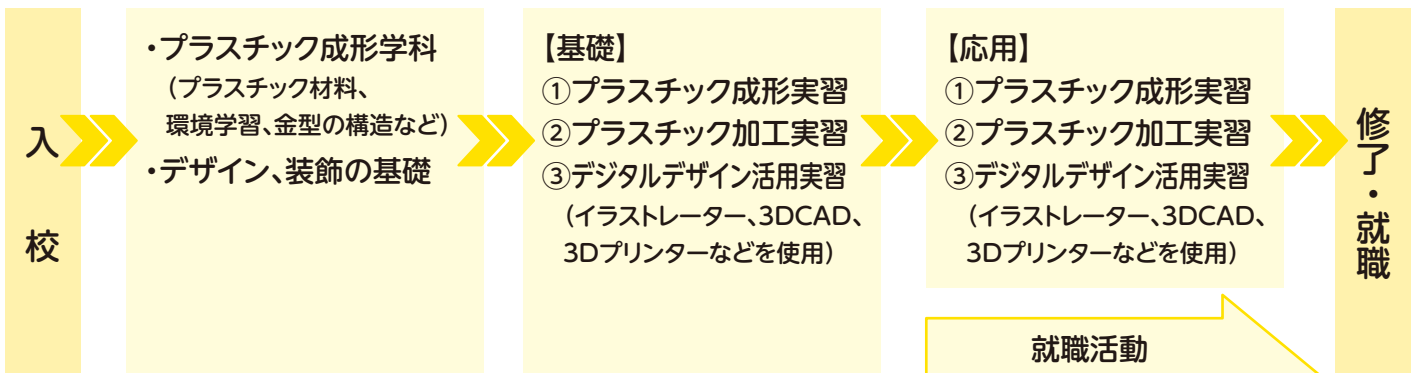 入校
・プラスチック成形学科
（プラスチック材料、
環境学習、金型の構造など）
・デザイン、装飾の基礎
【基礎】
①プラスチック成形実習
②プラスチック加工実習
③デジタルデザイン活用実習
（イラストレーター、3DCAD、
3Dプリンターなどを使用）
【応用】
①プラスチック成形実習
②プラスチック加工実習
③デジタルデザイン活用実習
（イラストレーター、3DCAD、
3Dプリンターなどを使用）
就職活動
修了・就職